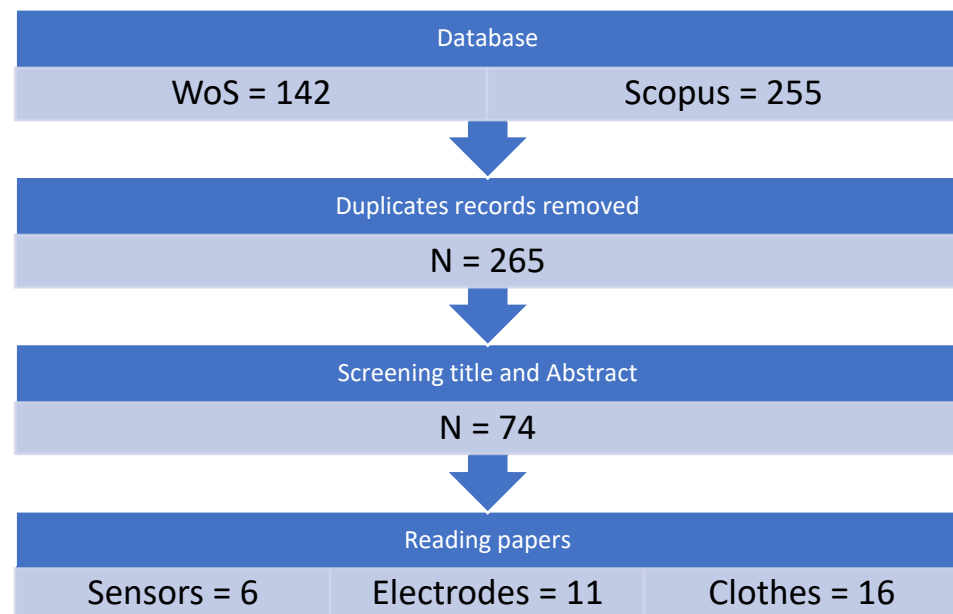 Database
WoS = 142 Scopus = 255
Duplicates records removed
N = 265
Screening title and Abstract
N = 74
Reading papers
Sensors = 6 Electrodes = 11 Clothes = 16